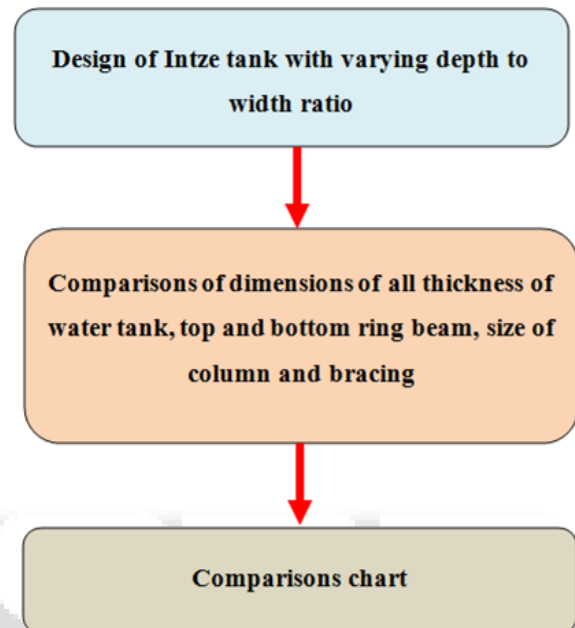 Design of Intze tank with varying depth to
width ratio
Comparisons of dimensions of all thickness of
water tank, top and bottom ring beam, size of
column and bracing
Comparisons chart